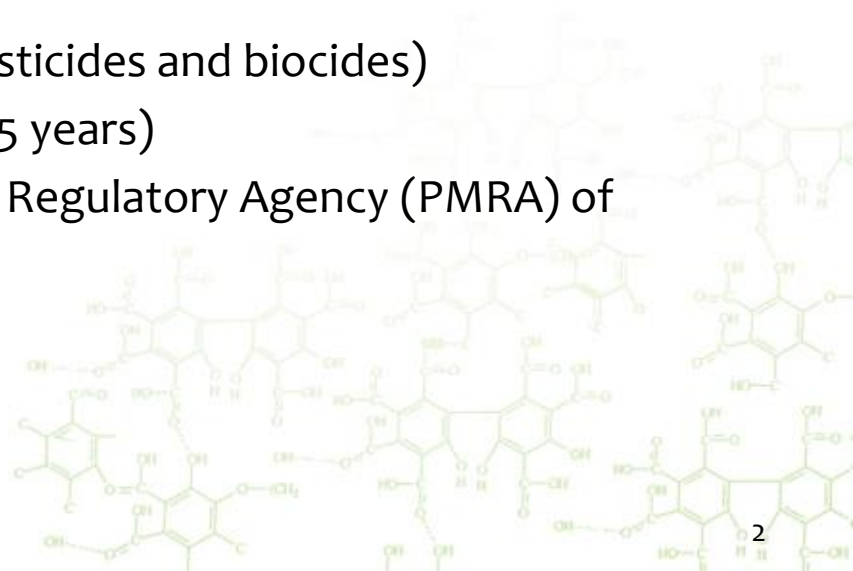 sticides and biocides)
5 years)
Regulatory Agency (PMRA) of
2